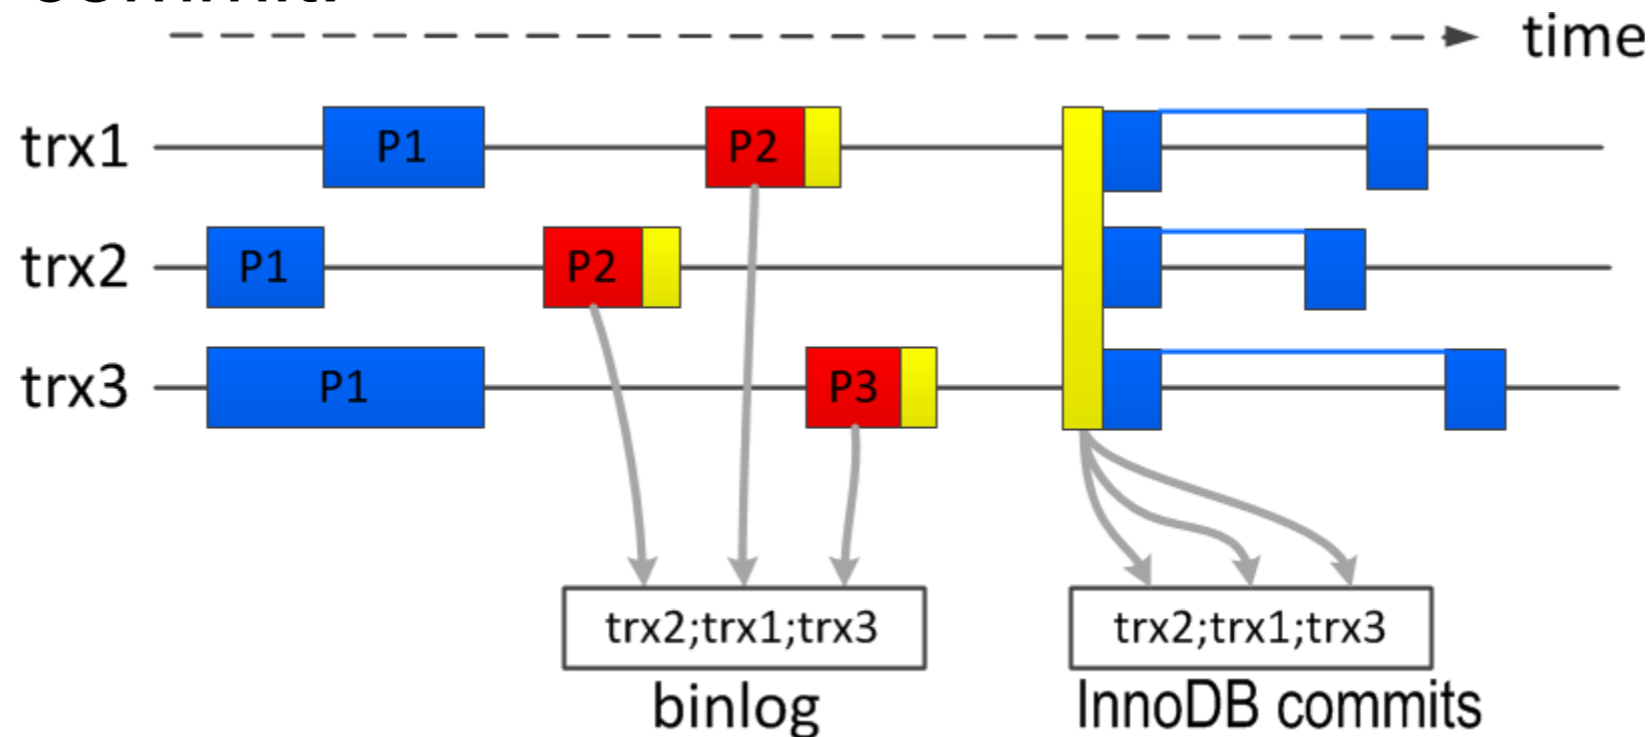 commit.
time
trx1 P1 P2
trx2 P1 P2
trx3 P1 P3
trx2;trx1;trx3 trx2;trx1;trx3
binlog InnoDB commits